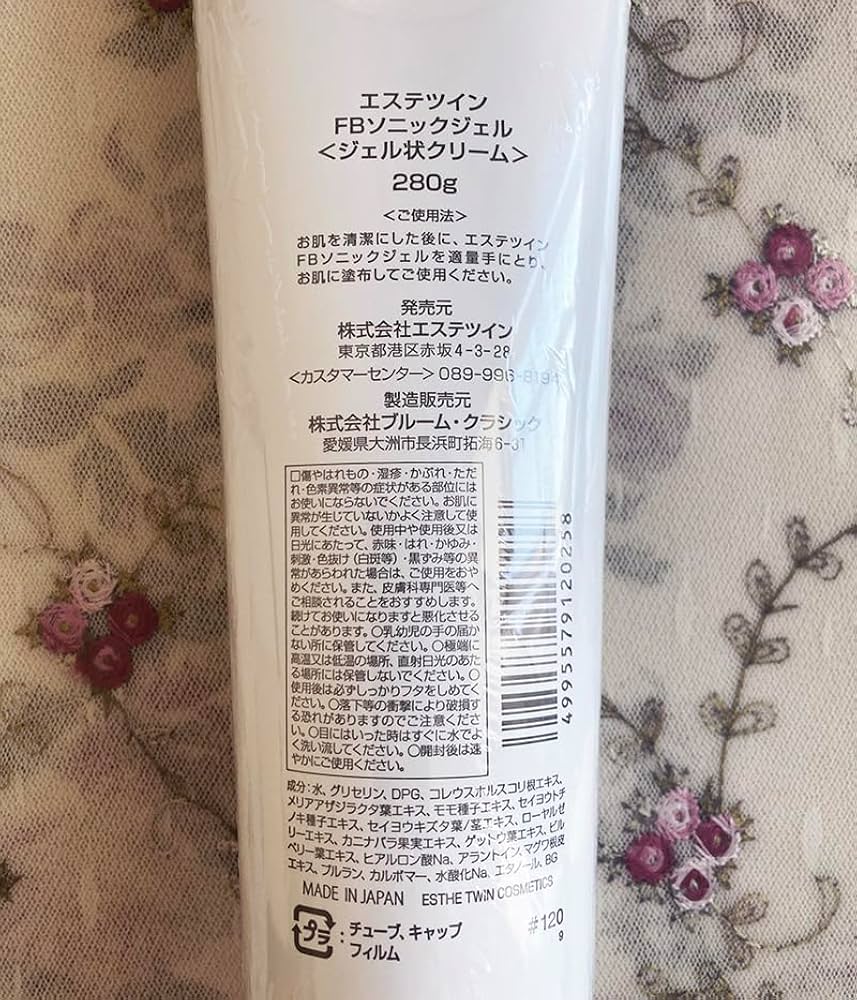 エステツイン
FBソニックジェル
＜ジェル状クリーム＞
280g
＜ご使用法＞
お肌を清潔にした後に、エステツイン
FBソニックジェルを適量手にとり、
お肌に塗布してご使用ください。
発売元
株式会社エステツイン
東京都港区赤坂4-3-28
＜カスタマーセンター＞089-996-8194
製造販売元
株式会社ブルーム・クラシック
愛媛県大洲市長浜町拓海6-31
□傷やはれもの・湿疹・かぶれ・ただ
れ・色素異常等の症状がある部位には
お使いにならないでください。お肌に
異常が生じていないかよく注意して使
用してください。使用中や使用後又は
日光にあたって、赤味・はれ・かゆみ・
刺激・色抜け（白斑等）・黒ずみ等の異
常があらわれた場合は、ご使用をおや
めください。また、皮膚科専門医等へ
ご相談されることをおすすめします。
続けてお使いになりますと悪化させる
ことがあります。○乳幼児の手の届か
ない所に保管してください。○極端に
高温又は低温の場所、直射日光のあた
る場所には保管しないでください。○
使用後は必ずしっかりフタをしめてく
ださい。○落下等の衝撃により破損す
る恐れがありますのでご注意くださ
い。○目にはいった時はすぐに水でよ
く洗い流してください。○開封後は速
やかにご使用ください。
4995579120258
成分：水、グリセリン、DPG、コレウスホルスコリ根エキス、
メリアアザジラクタ葉エキス、モモ種子エキス、セイヨウトチ
ノキ種子エキス、セイヨウキズタ葉/茎エキス、ローヤルゼ
リーエキス、カニナバラ果実エキス、ゲットウ葉エキス、ビル
ベリー葉エキス、ヒアルロン酸Na、アラントイン、マグワ根皮
エキス、プルラン、カルボマー、水酸化Na、エタノール、BG
MADE IN JAPAN ESTHE TWIN COSMETICS
プラ：チューブ、キャップ
フィルム
#120
9